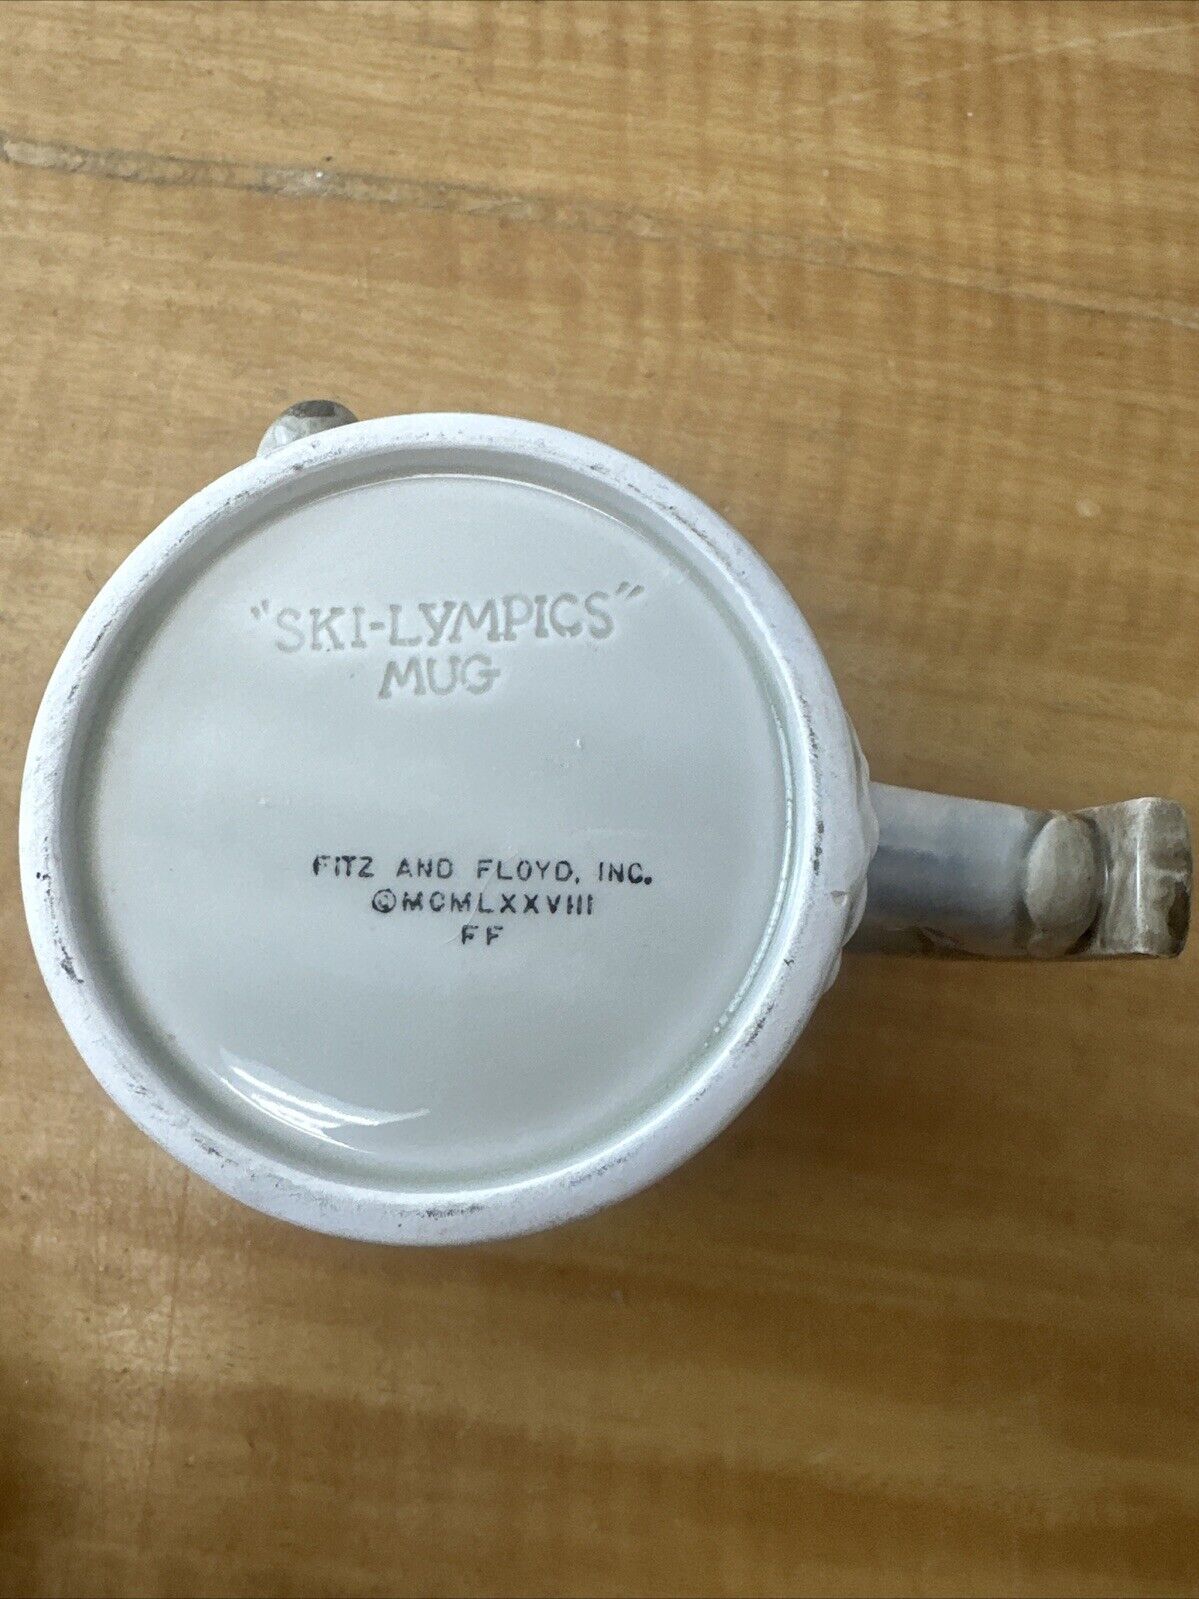 "SKI-LYMPICS"
MUG
FITZ AND FLOYD, INC.
©MCMLXXVIII
FF